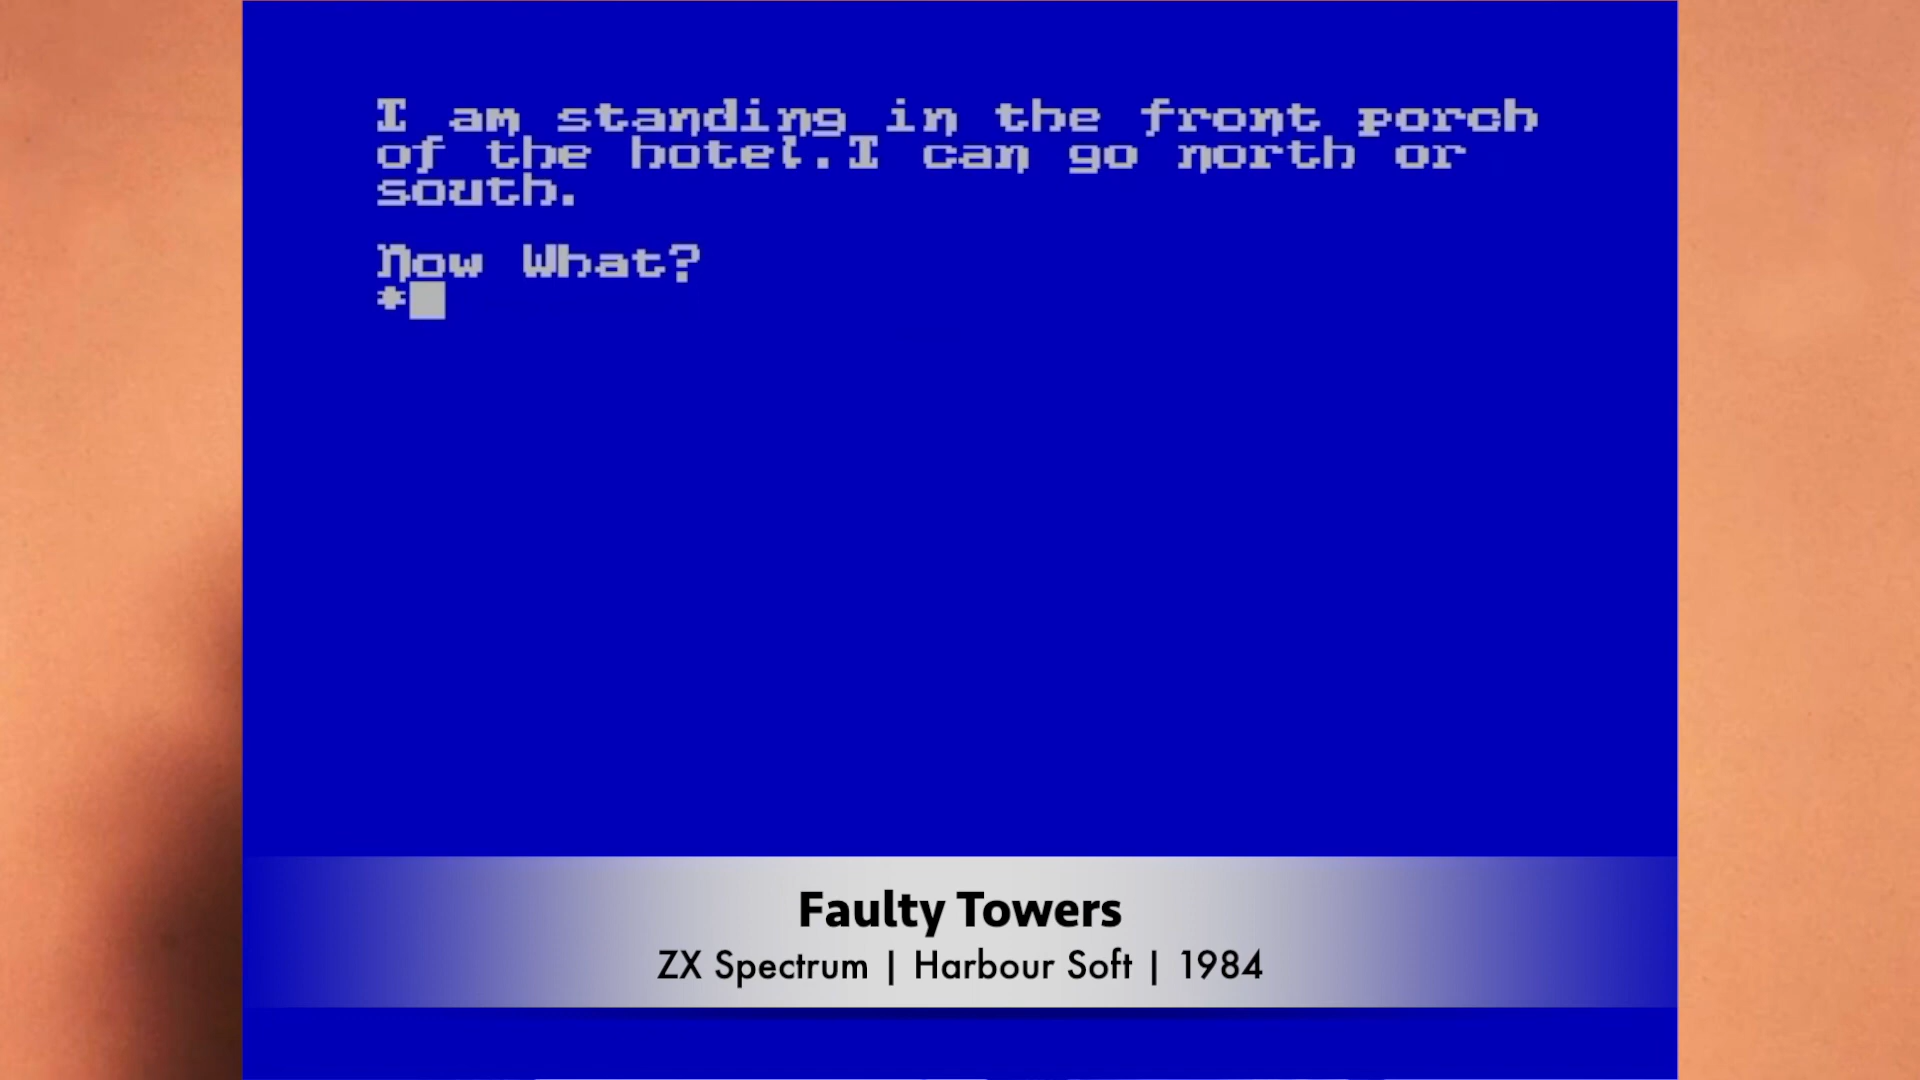 I am standing in the front porch
of the hotel.I can go north or
south.
Now What?
*
Faulty Towers
ZX Spectrum | Harbour Soft | 1984